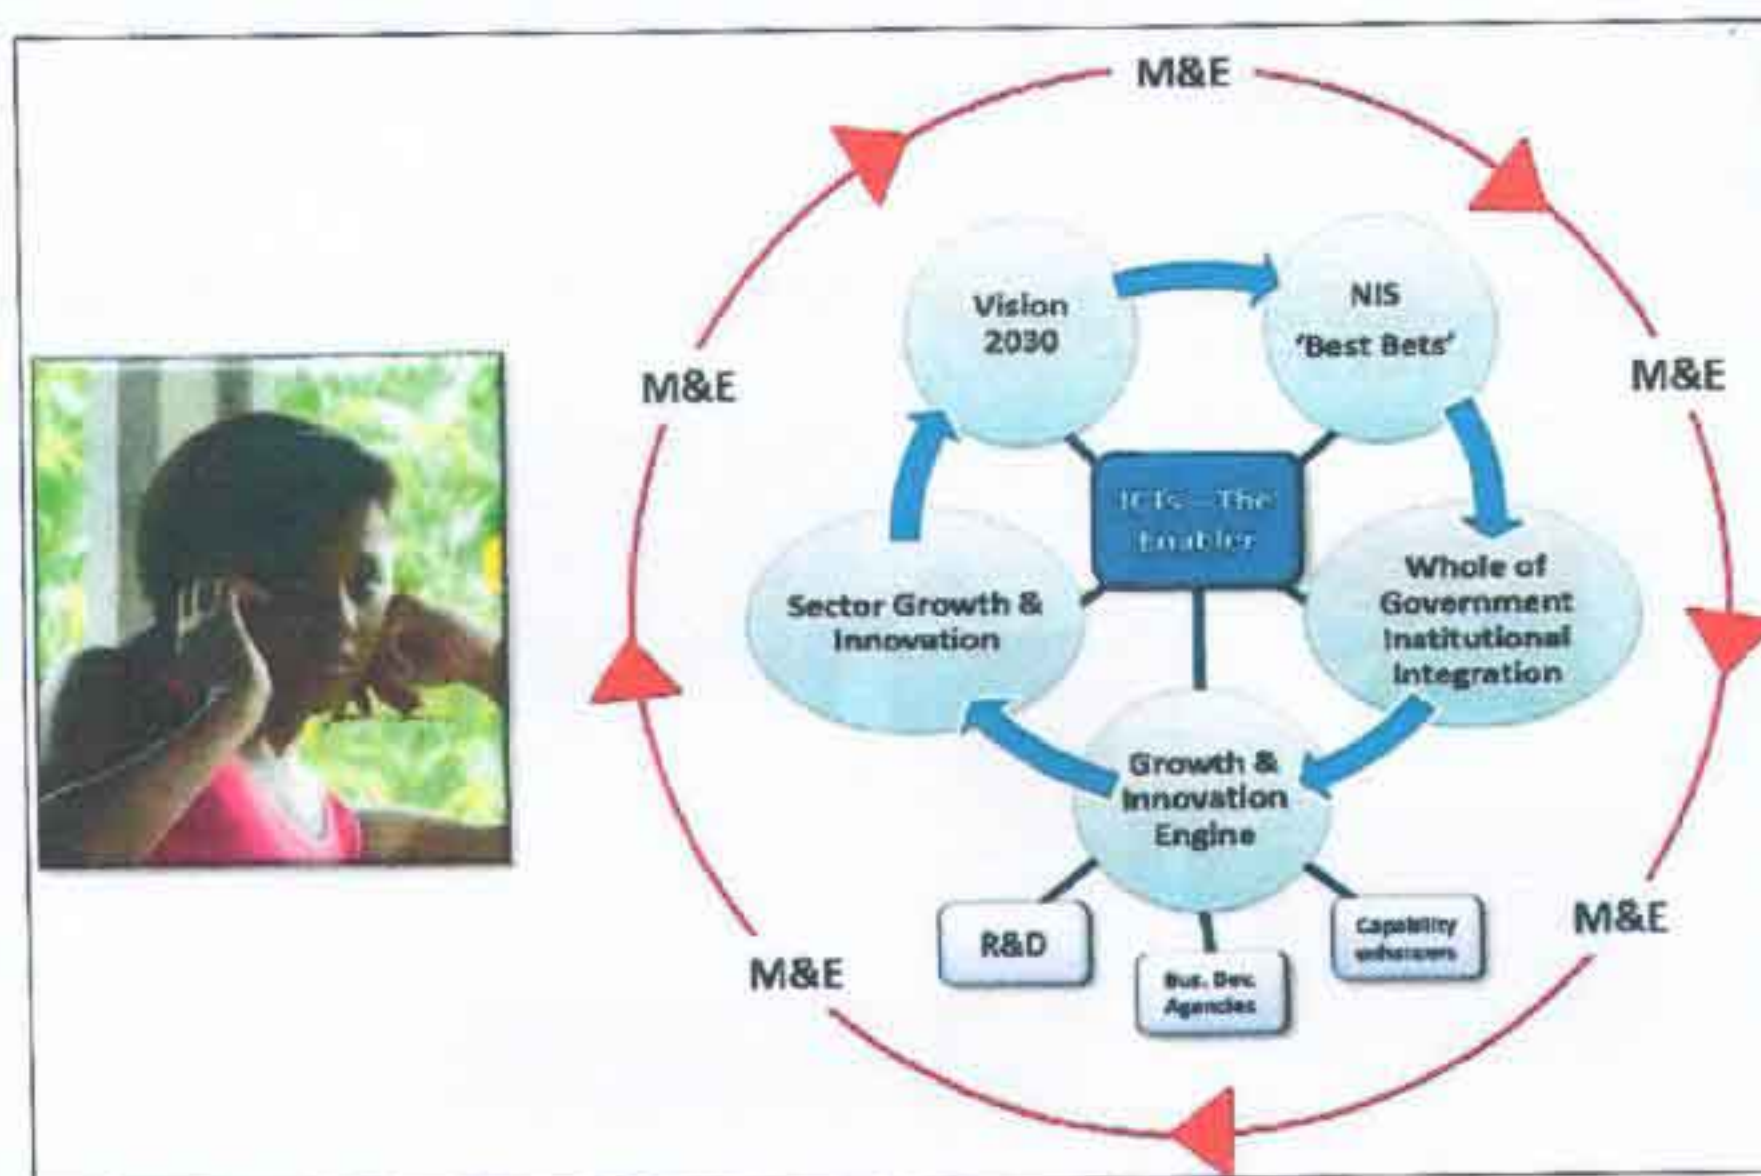 M&E
Vision
2030
NIS
'Best Bets'
M&E
M&E
ICTs – The
Enabler
Sector Growth &
Innovation
Whole of
Government
Institutional
Integration
Growth &
Innovation
Engine
R&D
Bus. Dev.
Agencies
Capability
enhancers
M&E
M&E